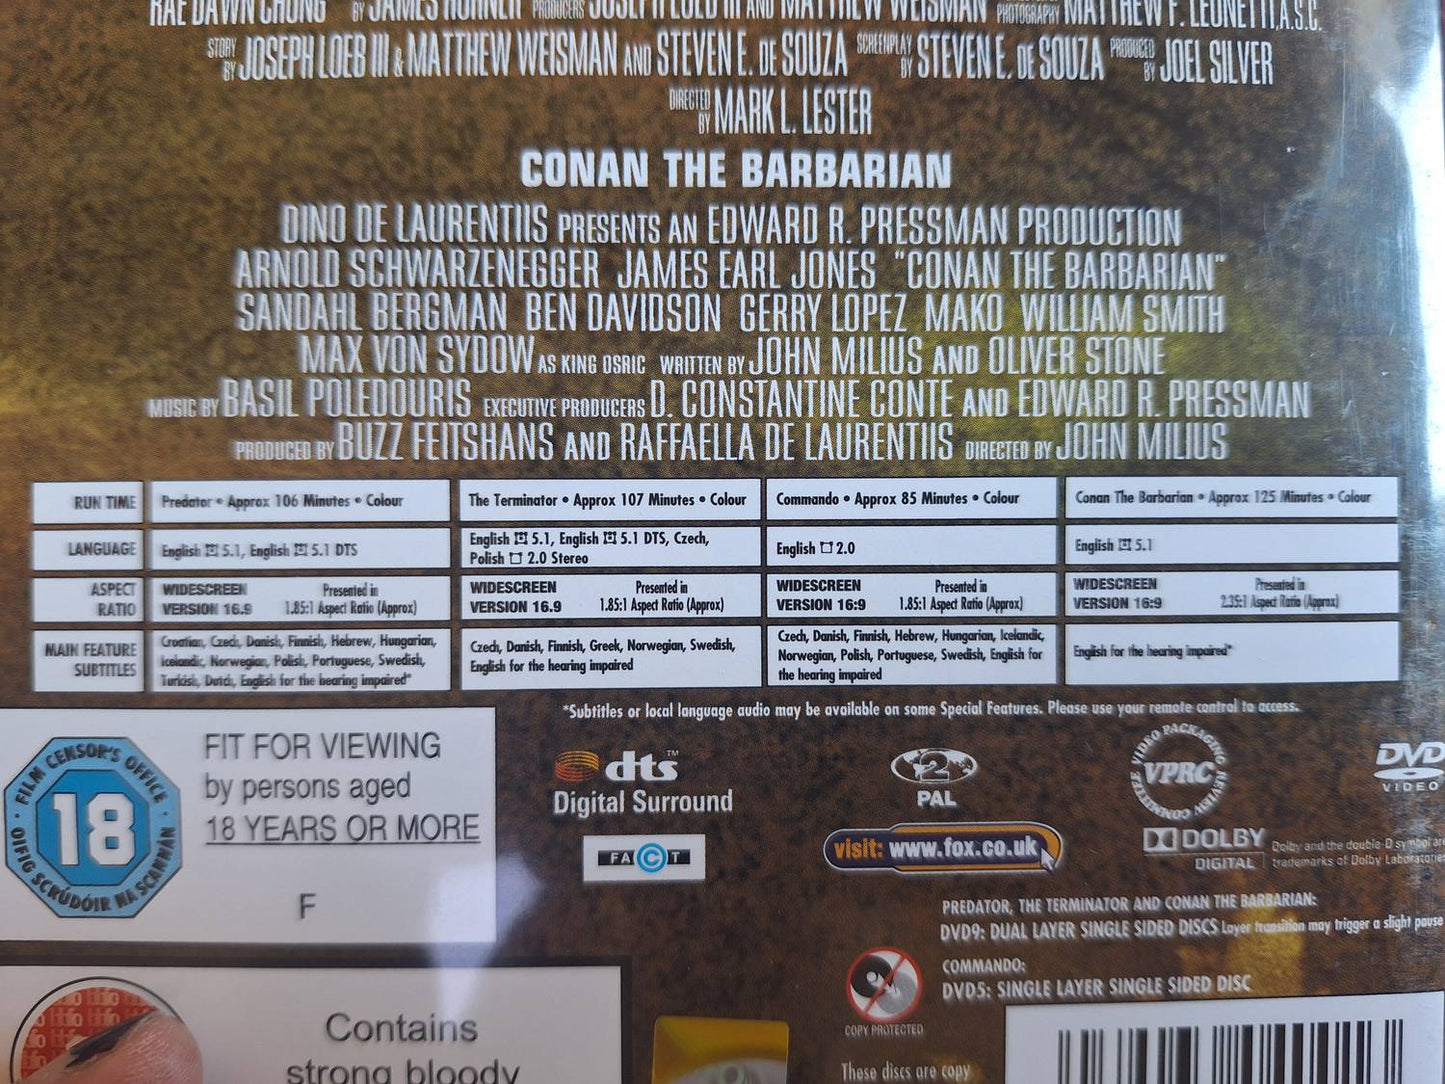 RAE DAWN CHONG BY JAMES HORNER PRODUCERS JOSEPH LOEB III AND MATTHEW WEISMAN PHOTOGRAPHY MATTHEW F. LEONETTI, A.S.C.
STORY BY JOSEPH LOEB III & MATTHEW WEISMAN AND STEVEN E. DE SOUZA SCREENPLAY BY STEVEN E. DE SOUZA PRODUCED BY JOEL SILVER
DIRECTED BY MARK L. LESTER
CONAN THE BARBARIAN
DINO DE LAURENTIIS PRESENTS AN EDWARD R. PRESSMAN PRODUCTION
ARNOLD SCHWARZENEGGER JAMES EARL JONES "CONAN THE BARBARIAN"
SANDAHL BERGMAN BEN DAVIDSON GERRY LOPEZ MAKO WILLIAM SMITH
MAX VON SYDOW AS KING OSRIC WRITTEN BY JOHN MILIUS AND OLIVER STONE
MUSIC BY BASIL POLEDOURIS EXECUTIVE PRODUCERS D. CONSTANTINE CONTE AND EDWARD R. PRESSMAN
PRODUCED BY BUZZ FEITSHANS AND RAFFAELLA DE LAURENTIIS DIRECTED BY JOHN MILIUS
RUN TIME
Predator • Approx 106 Minutes • Colour
The Terminator • Approx 107 Minutes • Colour
Commando • Approx 85 Minutes • Colour
Conan The Barbarian • Approx 125 Minutes • Colour
LANGUAGE
English 5.1, English 5.1 DTS
English 5.1, English 5.1 DTS, Czech,
Polish 2.0 Stereo
English 2.0
English 5.1
ASPECT
RATIO
WIDESCREEN
VERSION 16.9
Presented in
1.85:1 Aspect Ratio (Approx)
WIDESCREEN
VERSION 16.9
Presented in
1.85:1 Aspect Ratio (Approx)
WIDESCREEN
VERSION 16:9
Presented in
1.85:1 Aspect Ratio (Approx)
WIDESCREEN
VERSION 16:9
Presented in
2.35:1 Aspect Ratio (Approx)
MAIN FEATURE
SUBTITLES
Croatian, Czech, Danish, Finnish, Hebrew, Hungarian,
Icelandic, Norwegian, Polish, Portuguese, Swedish,
Turkish, Dutch, English for the hearing impaired*
Czech, Danish, Finnish, Greek, Norwegian, Swedish,
English for the hearing impaired
Czech, Danish, Finnish, Hebrew, Hungarian, Icelandic,
Norwegian, Polish, Portuguese, Swedish, English for
the hearing impaired
English for the hearing impaired*
*Subtitles or local language audio may be available on some Special Features. Please use your remote control to access.
FILM CENSOR'S OFFICE
18
OIFIG SCRÚDÓIR NA SCANNÁN
FIT FOR VIEWING
by persons aged
18 YEARS OR MORE
F
dts™
Digital Surround
FACT
2
PAL
VIDEO PACKAGING REVIEW COMMITTEE
VPRC
DVD
VIDEO
visit: www.fox.co.uk
DOLBY
DIGITAL
Dolby and the double-D symbol are
trademarks of Dolby Laboratories
PREDATOR, THE TERMINATOR AND CONAN THE BARBARIAN:
DVD9: DUAL LAYER SINGLE SIDED DISCS Layer transition may trigger a slight pause
COMMANDO:
DVD5: SINGLE LAYER SINGLE SIDED DISC
COPY PROTECTED
These discs are copy
Contains
strong bloody